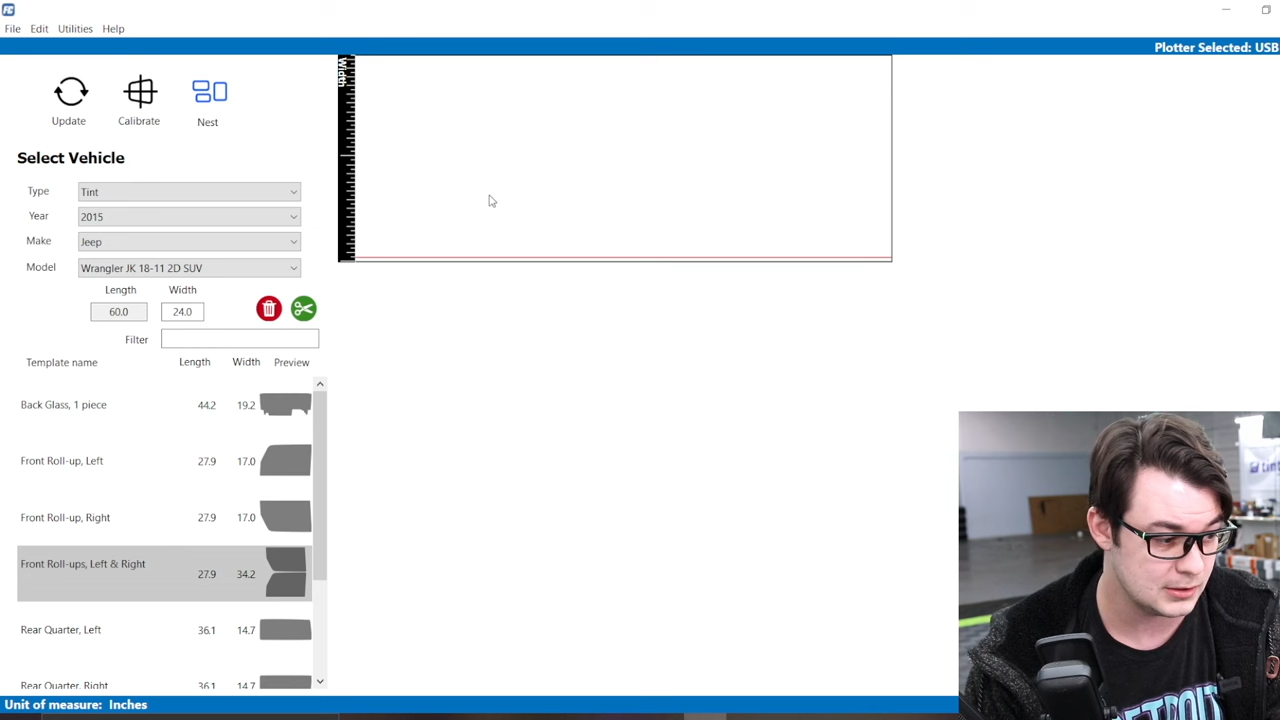 FC
File Edit Utilities Help
Plotter Selected: USB
Update Calibrate Nest
Width
Select Vehicle
Type Tint
Year 2015
Make Jeep
Model Wrangler JK 18-11 2D SUV
Length Width
60.0 24.0
Filter
Template name Length Width Preview
Back Glass, 1 piece 44.2 19.2
Front Roll-up, Left 27.9 17.0
Front Roll-up, Right 27.9 17.0
Front Roll-ups, Left & Right 27.9 34.2
Rear Quarter, Left 36.1 14.7
Rear Quarter, Right 36.1 14.7
Unit of measure: Inches
tint
DETROIT